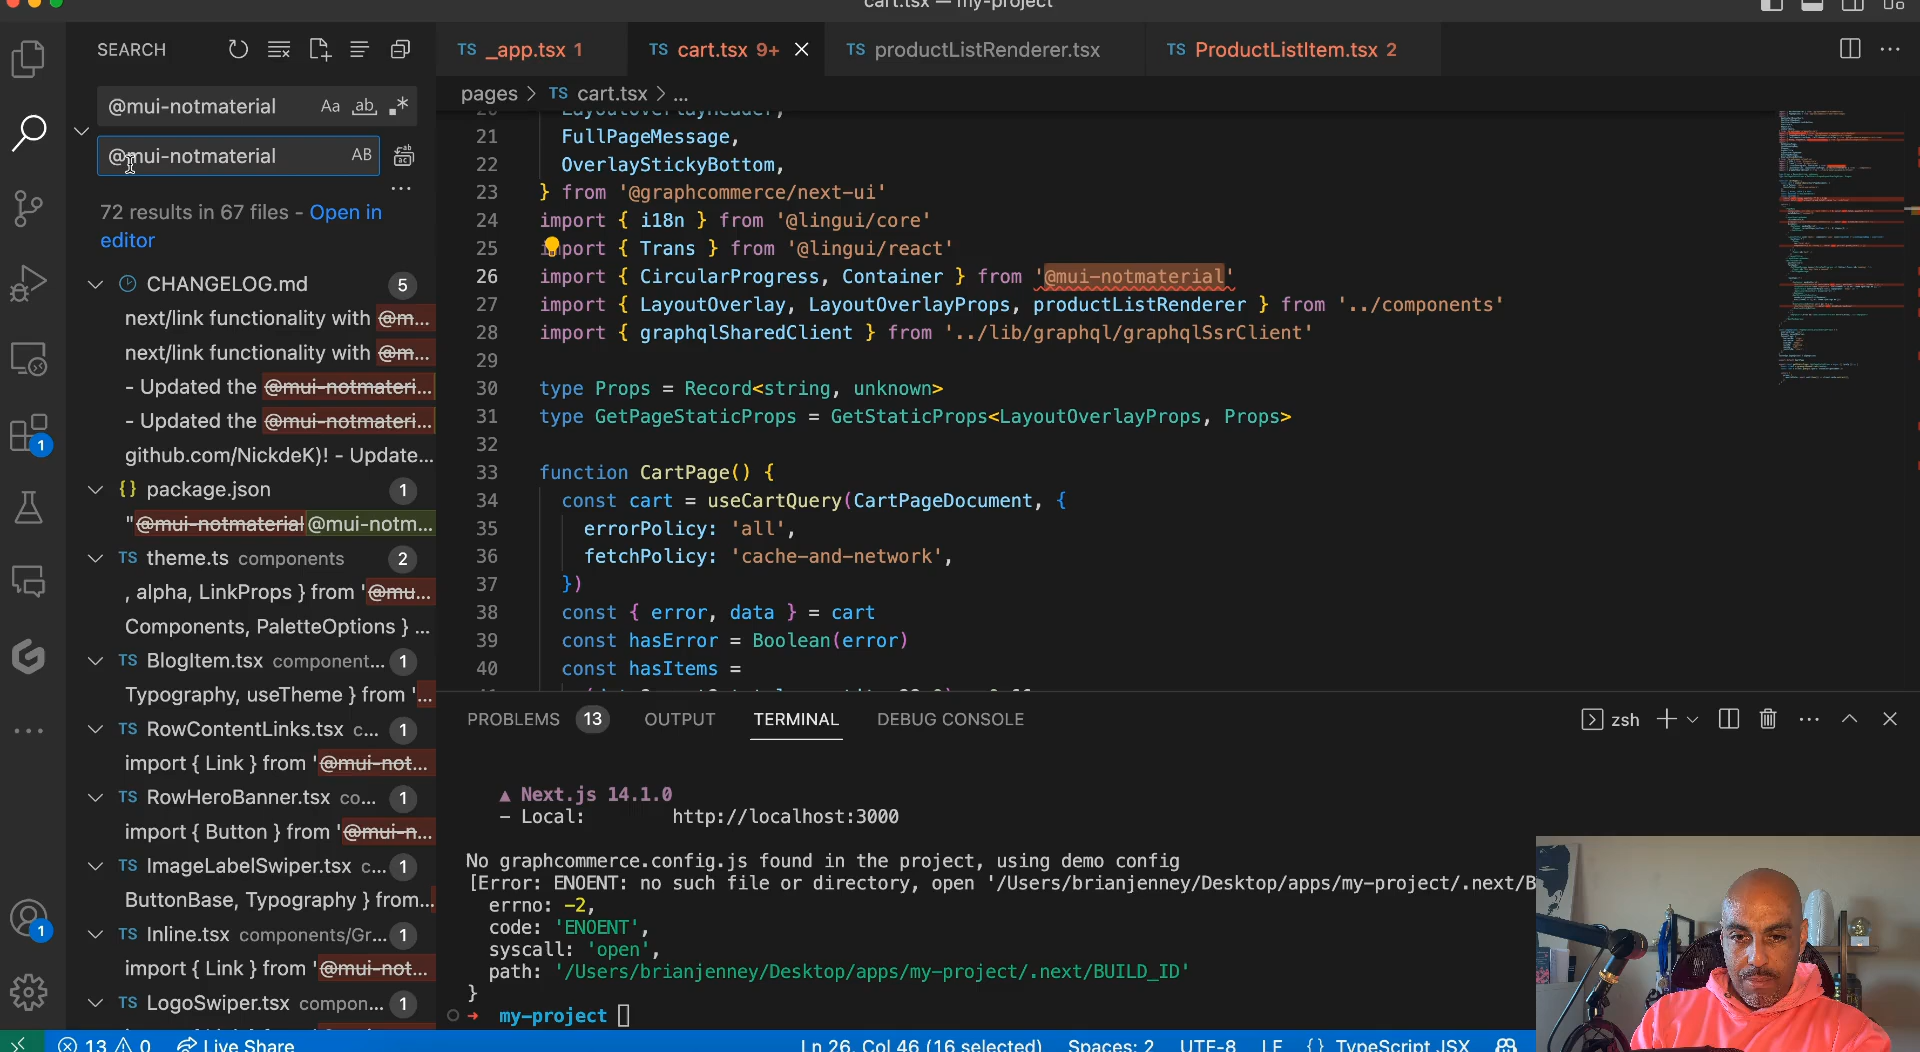 cart.tsx — my-project
SEARCH
TS _app.tsx 1
TS cart.tsx 9+
TS productListRenderer.tsx
TS ProductListItem.tsx 2
@mui-notmaterial Aa ab
@mui-notmaterial AB
72 results in 67 files - Open in
editor
CHANGELOG.md 5
next/link functionality with @m...
next/link functionality with @m...
- Updated the @mui-notmateri...
- Updated the @mui-notmateri...
github.com/NickdeK)! - Update...
{} package.json 1
"@mui-notmaterial@mui-notm...
TS theme.ts components 2
, alpha, LinkProps } from '@mu...
Components, PaletteOptions } ...
TS BlogItem.tsx component... 1
Typography, useTheme } from '...
TS RowContentLinks.tsx c... 1
import { Link } from '@mui-not...
TS RowHeroBanner.tsx co... 1
import { Button } from '@mui-n...
TS ImageLabelSwiper.tsx c... 1
ButtonBase, Typography } from...
TS Inline.tsx components/Gr... 1
import { Link } from '@mui-not...
TS LogoSwiper.tsx compon... 1
1
1
pages > TS cart.tsx > ...
20 LayoutOverlayHeader,
21 FullPageMessage,
22 OverlayStickyBottom,
23 } from '@graphcommerce/next-ui'
24 import { i18n } from '@lingui/core'
25 import { Trans } from '@lingui/react'
26 import { CircularProgress, Container } from '@mui-notmaterial'
27 import { LayoutOverlay, LayoutOverlayProps, productListRenderer } from '../components'
28 import { graphqlSharedClient } from '../lib/graphql/graphqlSsrClient'
29
30 type Props = Record<string, unknown>
31 type GetPageStaticProps = GetStaticProps<LayoutOverlayProps, Props>
32
33 function CartPage() {
34 const cart = useCartQuery(CartPageDocument, {
35 errorPolicy: 'all',
36 fetchPolicy: 'cache-and-network',
37 })
38 const { error, data } = cart
39 const hasError = Boolean(error)
40 const hasItems =
PROBLEMS 13 OUTPUT TERMINAL DEBUG CONSOLE
zsh
▲ Next.js 14.1.0
- Local: http://localhost:3000
No graphcommerce.config.js found in the project, using demo config
[Error: ENOENT: no such file or directory, open '/Users/brianjenney/Desktop/apps/my-project/.next/B
errno: -2,
code: 'ENOENT',
syscall: 'open',
path: '/Users/brianjenney/Desktop/apps/my-project/.next/BUILD_ID'
}
➜ my-project
13 0 Live Share
Ln 26, Col 46 (16 selected) Spaces: 2 UTF-8 LF {} TypeScript JSX